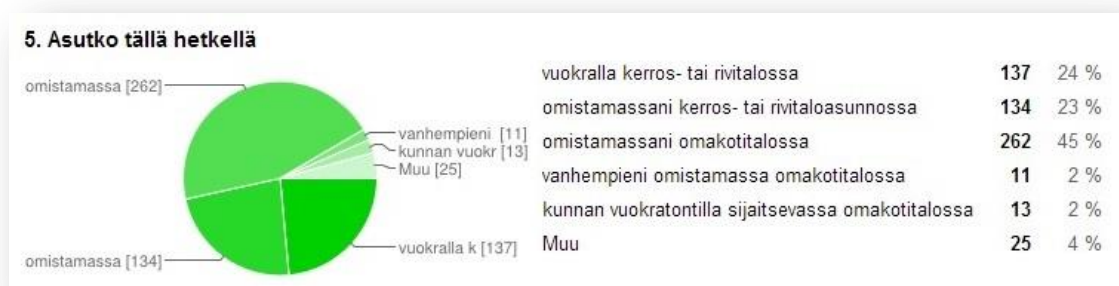 5. Asutko tällä hetkellä
omistamassa [262]
vanhempieni [11]
kunnan vuokr [13]
Muu [25]
vuokralla k [137]
omistamassa [134]
vuokralla kerros- tai rivitalossa 137 24 %
omistamassani kerros- tai rivitaloasunnossa 134 23 %
omistamassani omakotitalossa 262 45 %
vanhempieni omistamassa omakotitalossa 11 2 %
kunnan vuokratontilla sijaitsevassa omakotitalossa 13 2 %
Muu 25 4 %